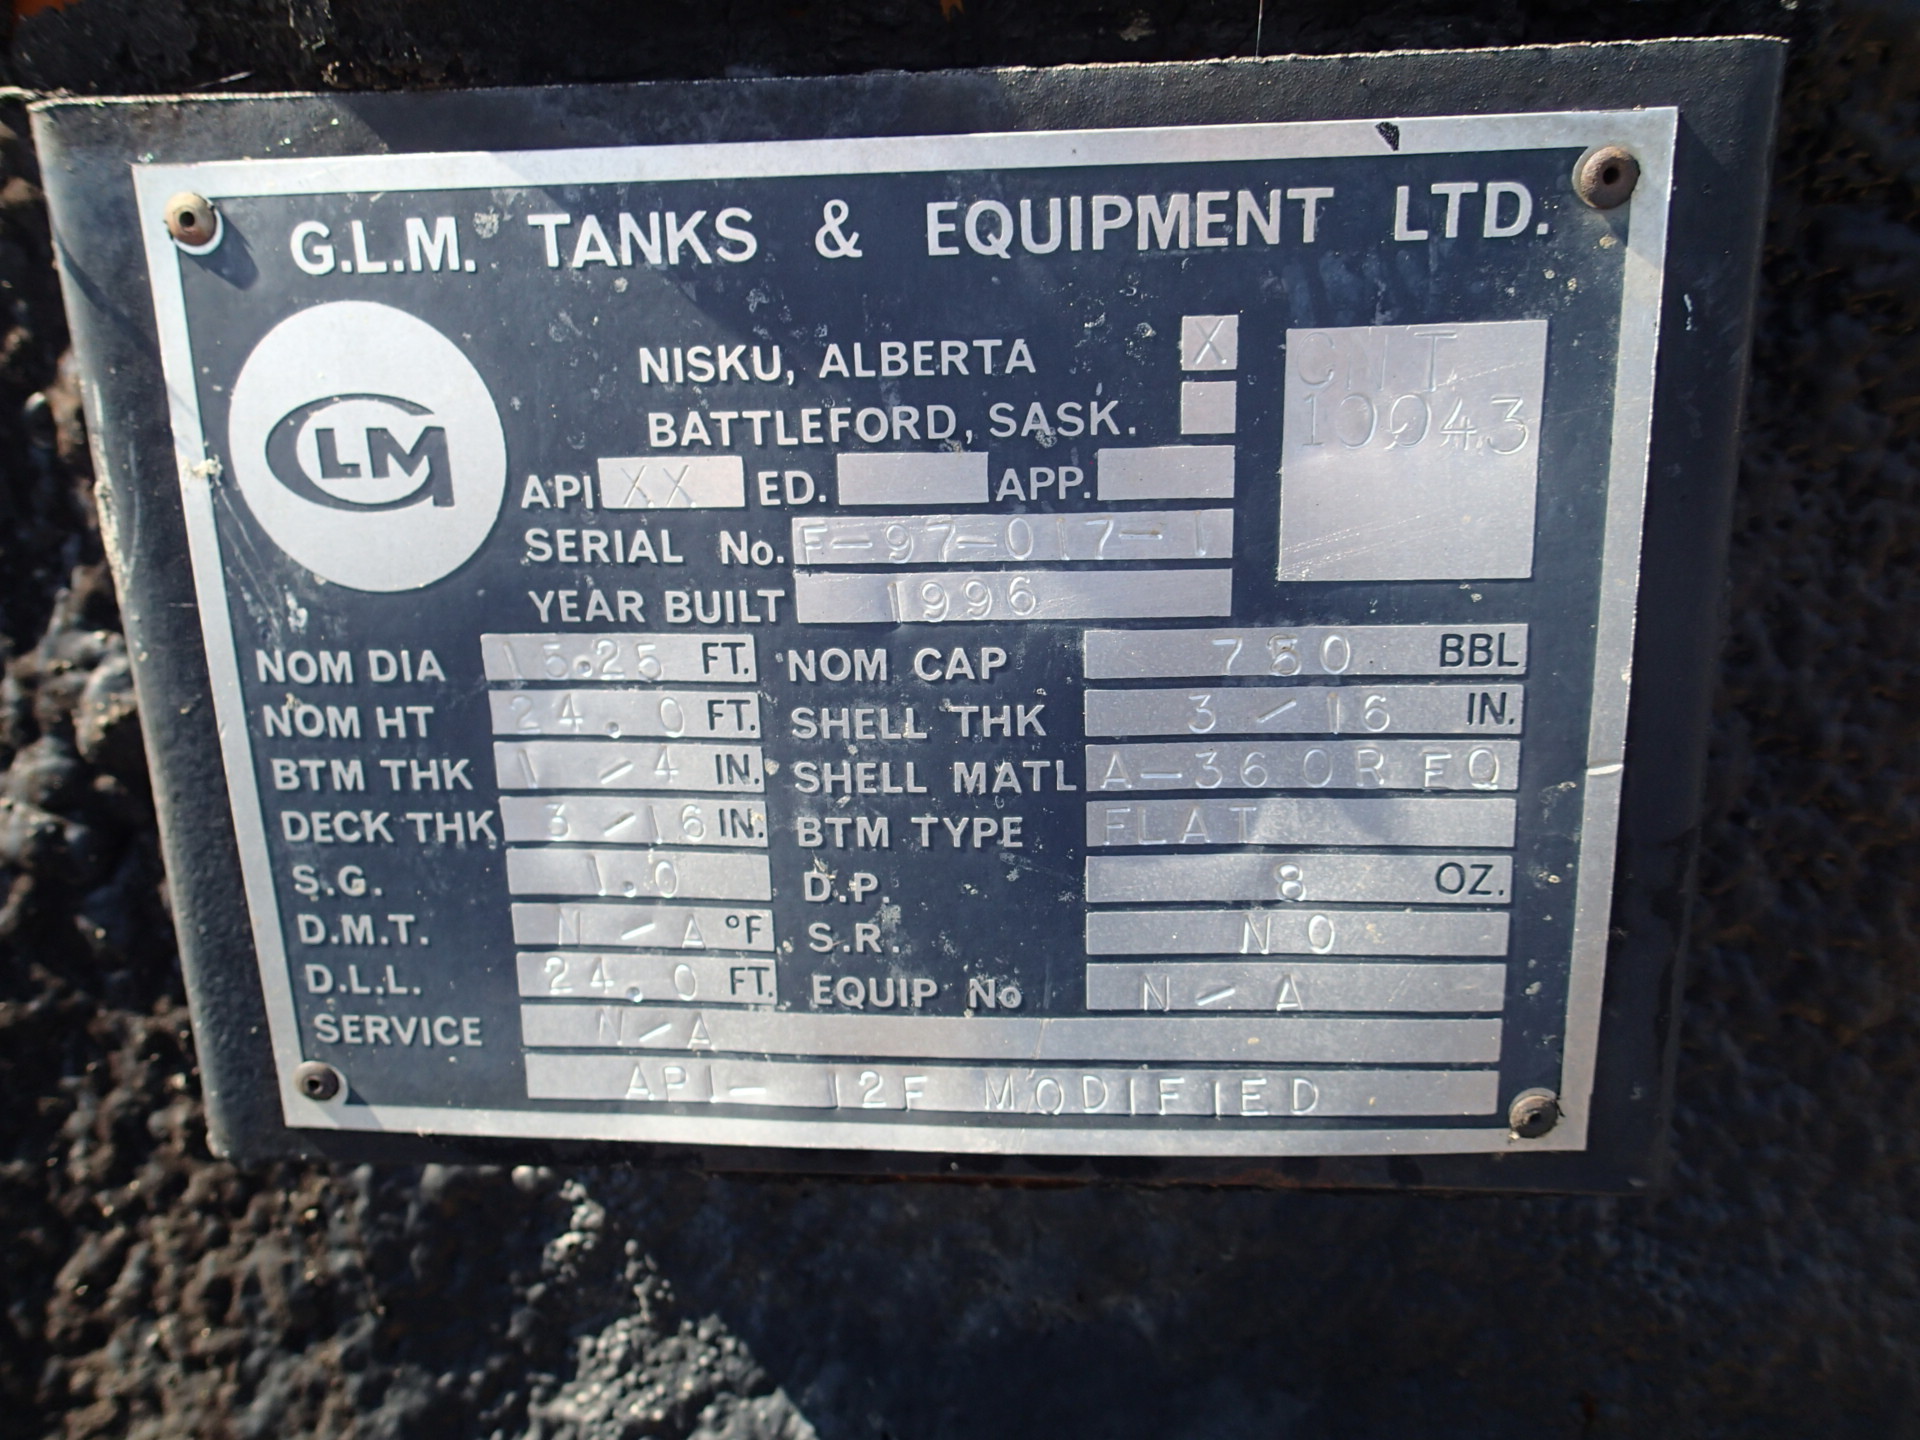 G.L.M. TANKS & EQUIPMENT LTD.
GLM
NISKU, ALBERTA X
BATTLEFORD, SASK.
CNT
10043
API XX ED. APP.
SERIAL No. F-97-017-1
YEAR BUILT 1996
NOM DIA 15.25 FT. NOM CAP 750 BBL
NOM HT 24.0 FT. SHELL THK 3/16 IN.
BTM THK 1/4 IN. SHELL MATL A-36 OR EQ
DECK THK 3/16 IN. BTM TYPE FLAT
S.G. 1.0 D.P. 8 OZ.
D.M.T. N/A °F S.R. NO
D.L.L. 24.0 FT. EQUIP No N/A
SERVICE N/A
API-12F MODIFIED